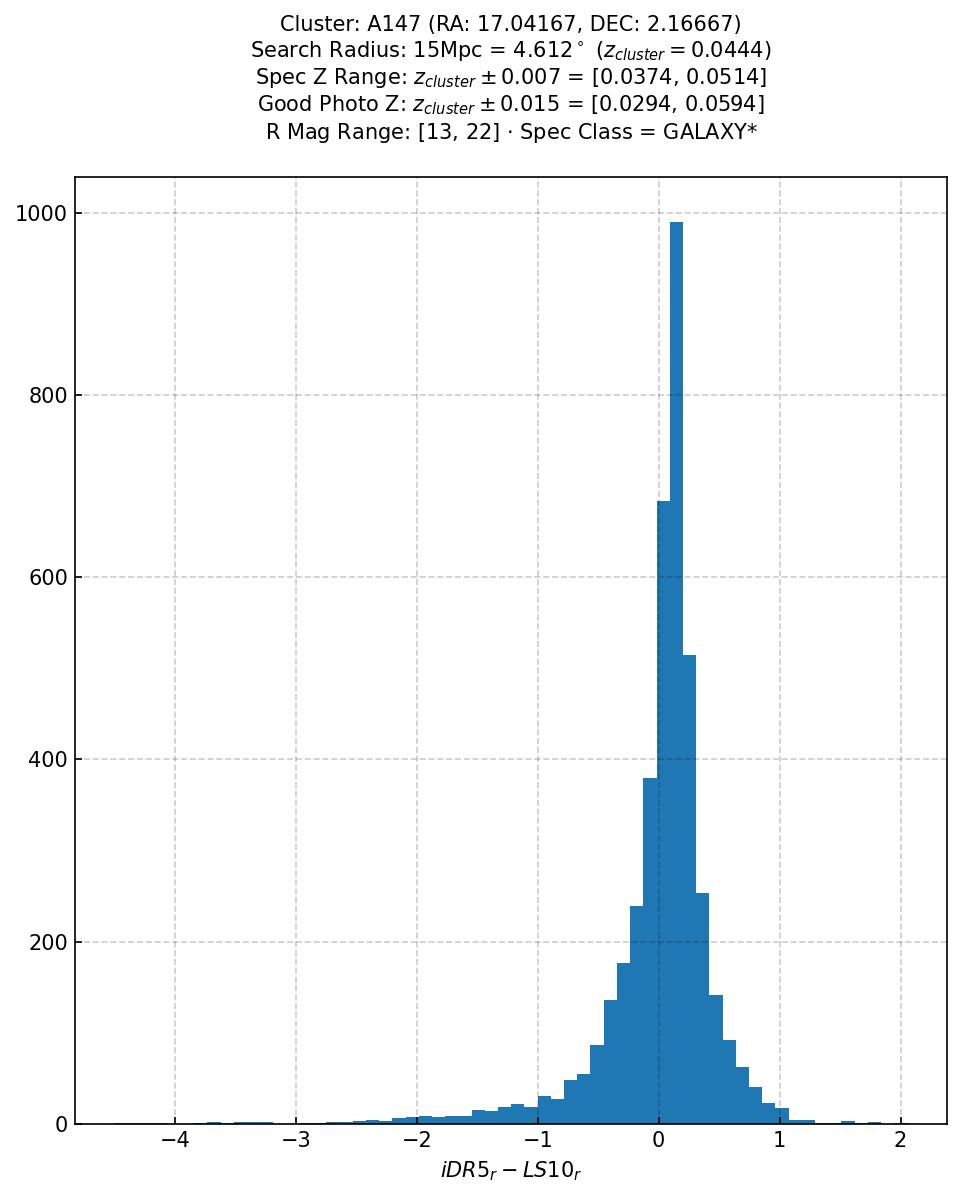 Cluster: A147 (RA: 17.04167, DEC: 2.16667)
Search Radius: 15Mpc = 4.612° (z_cluster = 0.0444)
Spec Z Range: z_cluster ± 0.007 = [0.0374, 0.0514]
Good Photo Z: z_cluster ± 0.015 = [0.0294, 0.0594]
R Mag Range: [13, 22] · Spec Class = GALAXY*
1000
800
600
400
200
0
−4 −3 −2 −1 0 1 2
iDR5_r − LS10_r